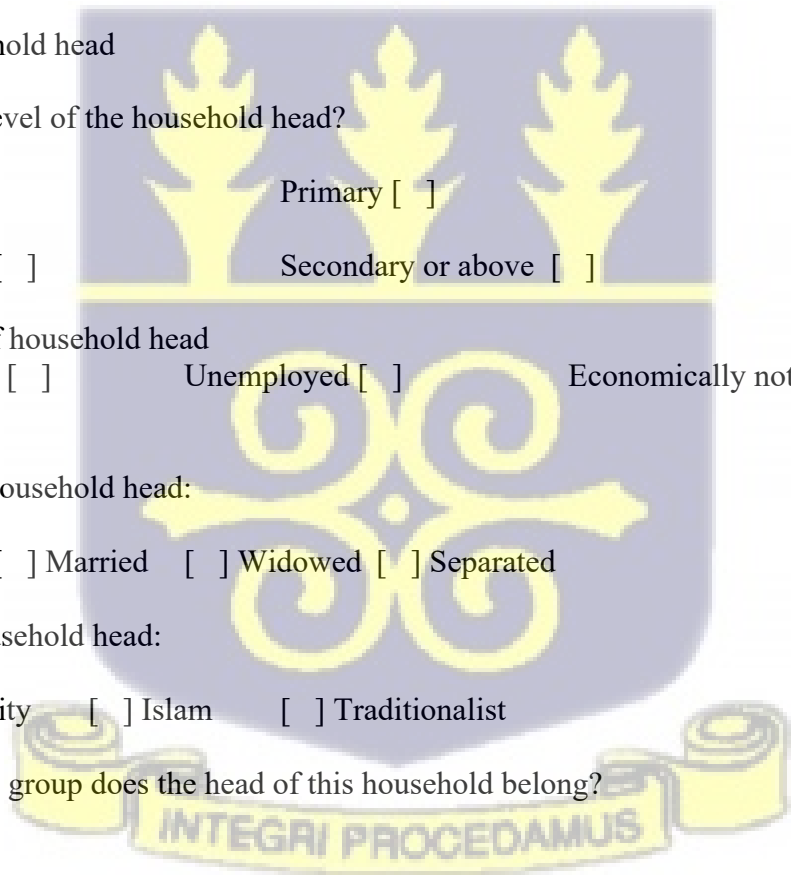 hold head
evel of the household head?
Primary [ ]
[ ] Secondary or above [ ]
f household head
[ ] Unemployed [ ] Economically not
ousehold head:
[ ] Married [ ] Widowed [ ] Separated
sehold head:
ity [ ] Islam [ ] Traditionalist
group does the head of this household belong?
INTEGRI PROCEDAMUS